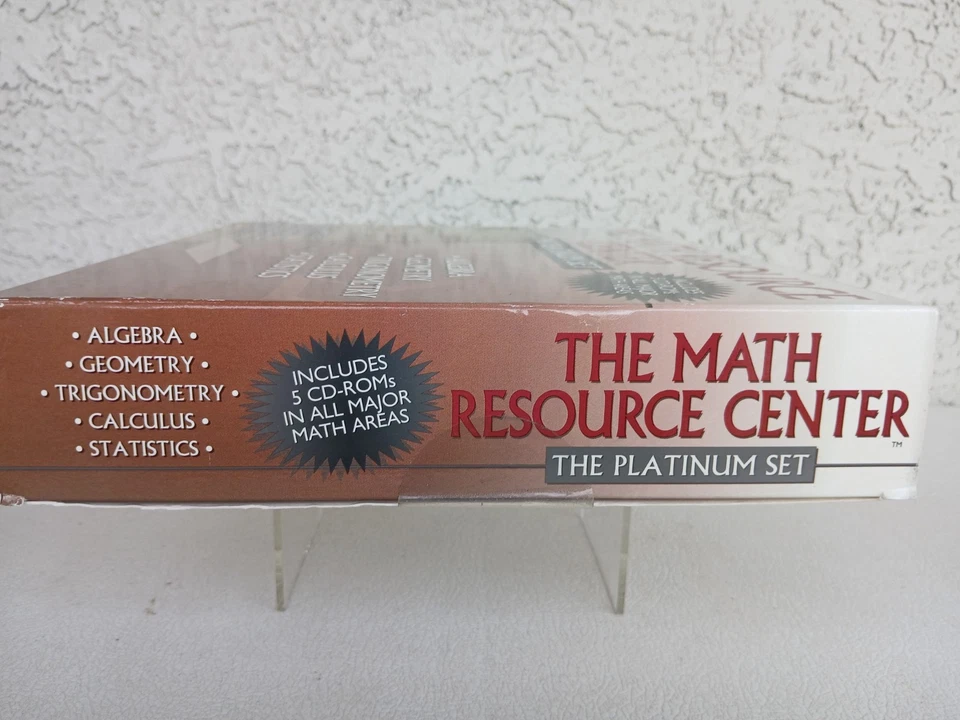 • ALGEBRA •
• GEOMETRY •
• TRIGONOMETRY •
• CALCULUS •
• STATISTICS •
INCLUDES
5 CD-ROMs
IN ALL MAJOR
MATH AREAS
THE MATH
RESOURCE CENTER
TM
THE PLATINUM SET